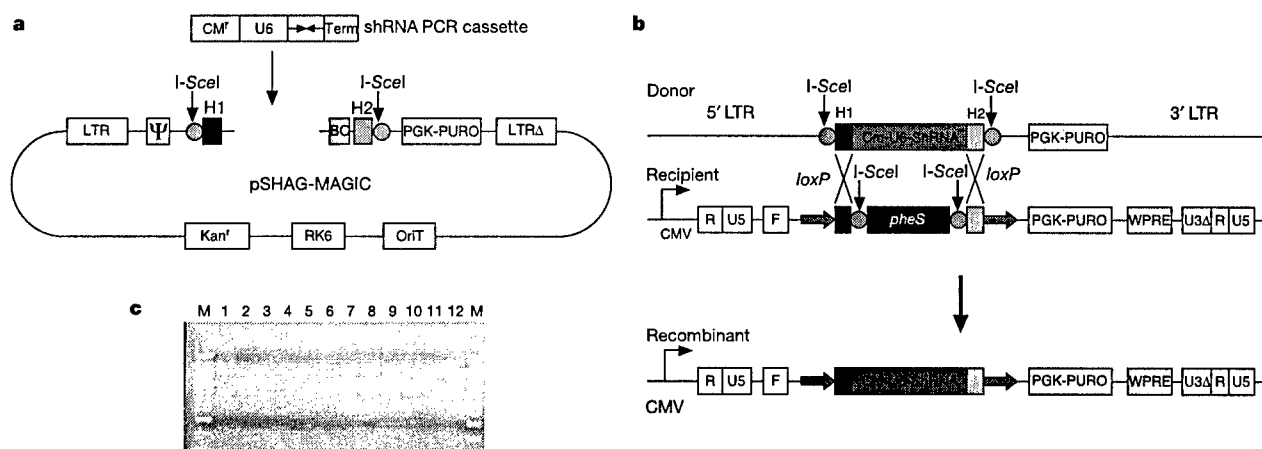 a
CMʳ U6 Term shRNA PCR cassette
I-SceI I-SceI
H1 H2
LTR Ψ BC PGK-PURO LTRΔ
pSHAG-MAGIC
Kanʳ RK6 OriT
b
I-SceI I-SceI
Donor
5′ LTR H1 H2 3′ LTR
PGK-PURO
Recipient loxP I-SceI I-SceI loxP
CMV R U5 F pheS PGK-PURO WPRE U3Δ R U5
Recombinant
CMV R U5 F PGK-PURO WPRE U3Δ R U5
c
M 1 2 3 4 5 6 7 8 9 10 11 12 M